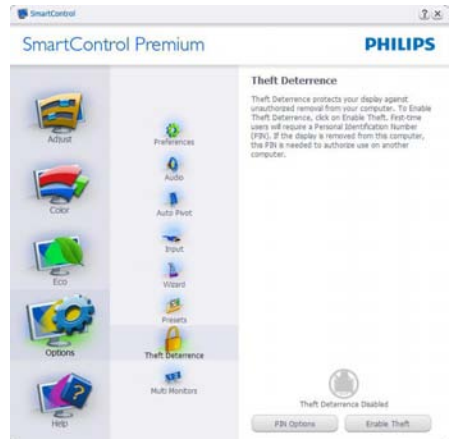 SmartControl
SmartControl Premium
PHILIPS
Adjust
Color
Eco
Options
Help
Preferences
Audio
Auto Pivot
Input
Wizard
Presets
Theft Deterrence
Multi Monitors
Theft Deterrence
Theft Deterrence protects your display against
unauthorized removal from your computer. To Enable
Theft Deterrence, click on Enable Theft. First-time
users will require a Personal Identification Number
(PIN). If the display is removed from this computer,
this PIN is needed to authorize use on another
computer.
Theft Deterrence Disabled
PIN Options
Enable Theft